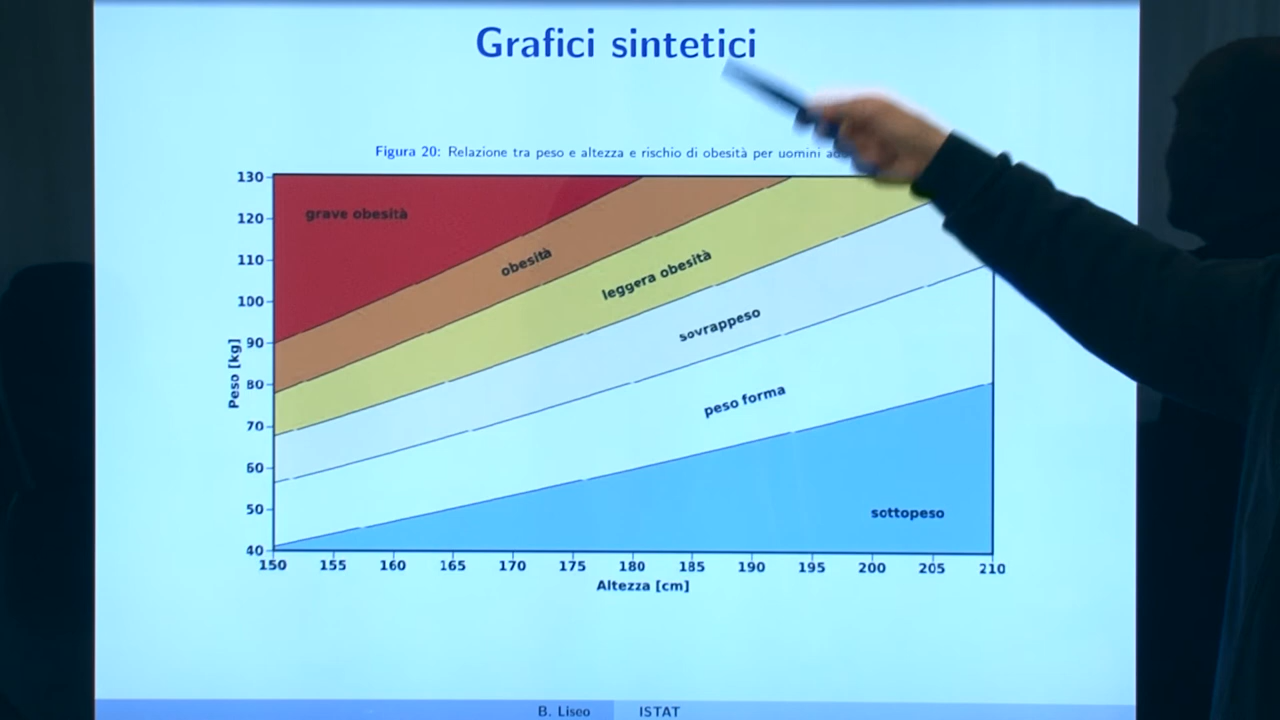 Grafici sintetici
Figura 20: Relazione tra peso e altezza e rischio di obesità per uomini
130
120
110
100
90
80
70
60
50
40
Peso [kg]
grave obesità
obesità
leggera obesità
sovrappeso
peso forma
sottopeso
150 155 160 165 170 175 180 185 190 195 200 205 210
Altezza [cm]
B. Liseo ISTAT